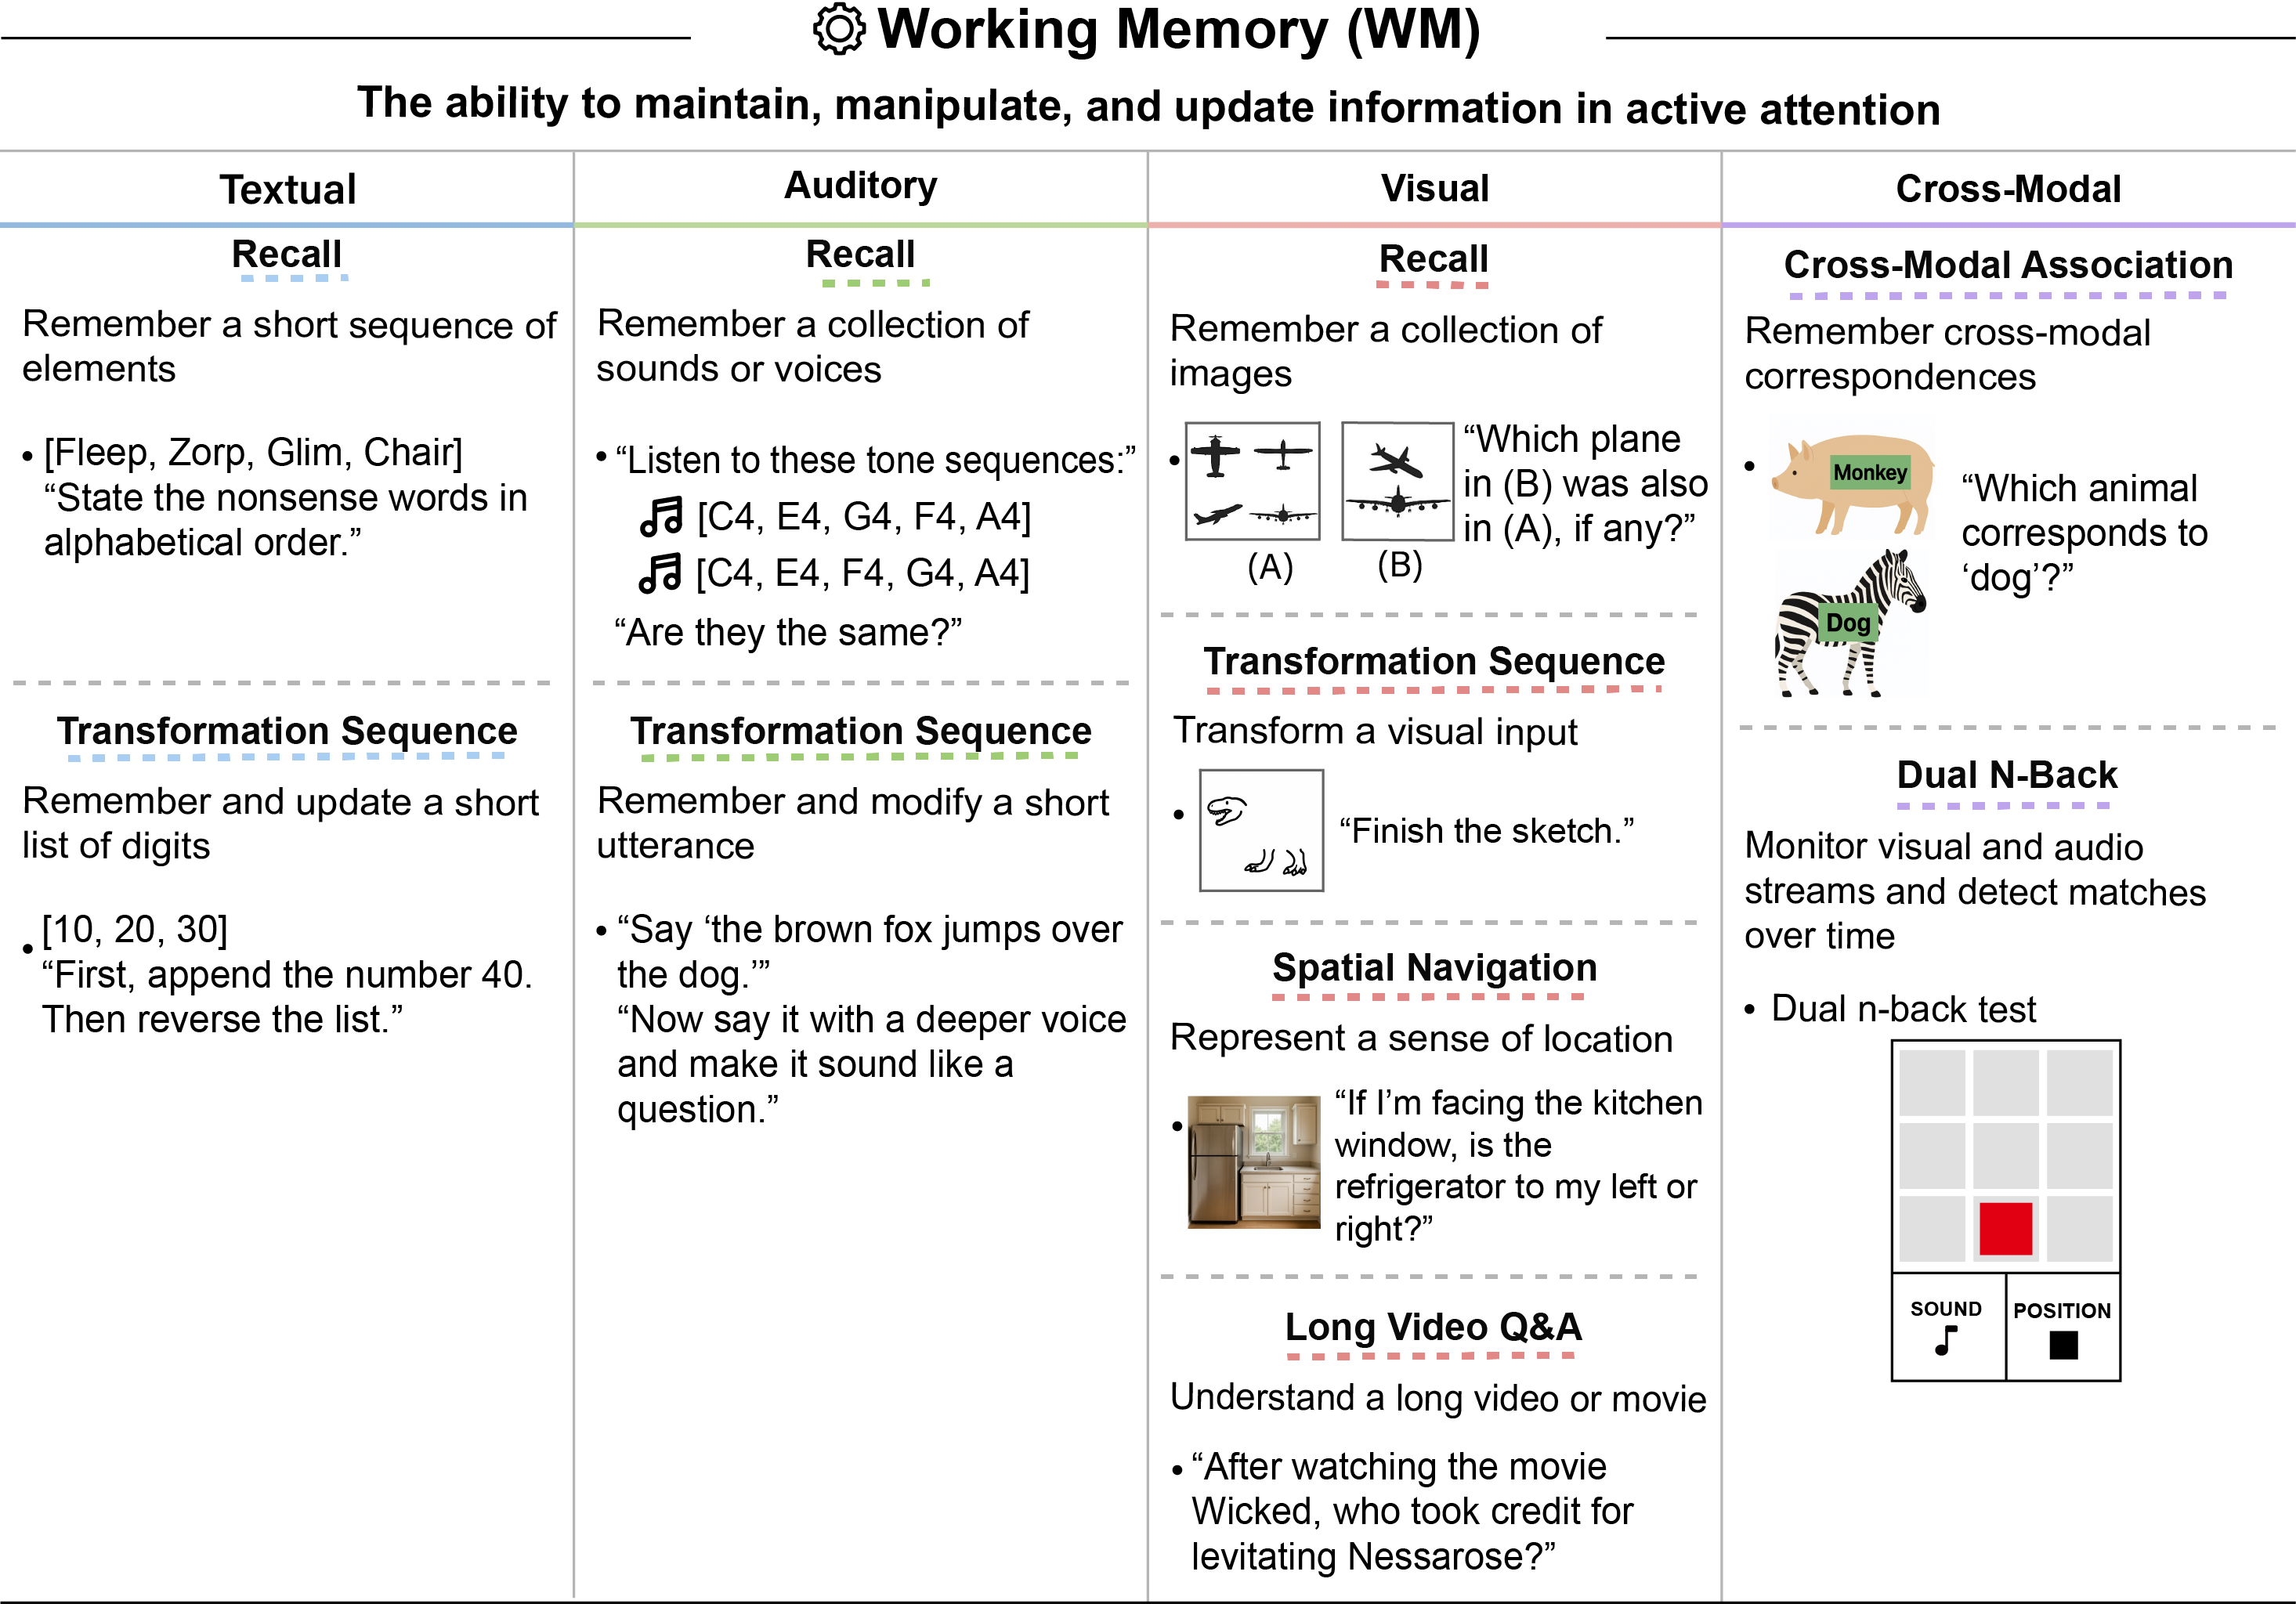 Working Memory (WM)
The ability to maintain, manipulate, and update information in active attention
Textual
Recall
Remember a short sequence of
elements
• [Fleep, Zorp, Glim, Chair]
“State the nonsense words in
alphabetical order.”
Transformation Sequence
Remember and update a short
list of digits
• [10, 20, 30]
“First, append the number 40.
Then reverse the list.”
Auditory
Recall
Remember a collection of
sounds or voices
• “Listen to these tone sequences:”
[C4, E4, G4, F4, A4]
[C4, E4, F4, G4, A4]
“Are they the same?”
Transformation Sequence
Remember and modify a short
utterance
• “Say ‘the brown fox jumps over
the dog.’”
“Now say it with a deeper voice
and make it sound like a
question.”
Visual
Recall
Remember a collection of
images
(A)
(B)
“Which plane
in (B) was also
in (A), if any?”
Transformation Sequence
Transform a visual input
“Finish the sketch.”
Spatial Navigation
Represent a sense of location
“If I’m facing the kitchen
window, is the
refrigerator to my left or
right?”
Long Video Q&A
Understand a long video or movie
• “After watching the movie
Wicked, who took credit for
levitating Nessarose?”
Cross-Modal
Cross-Modal Association
Remember cross-modal
correspondences
Monkey
Dog
“Which animal
corresponds to
‘dog’?”
Dual N-Back
Monitor visual and audio
streams and detect matches
over time
• Dual n-back test
SOUND
POSITION